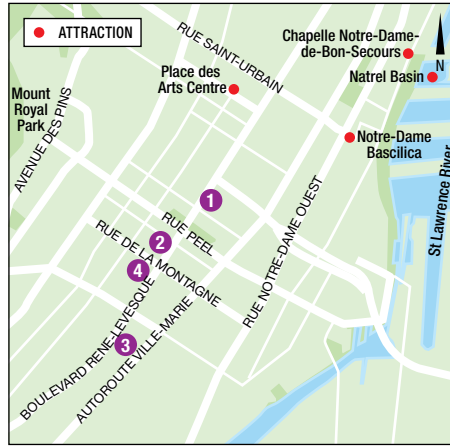 ATTRACTION
RUE SAINT-URBAIN
Chapelle Notre-Dame-
de-Bon-Secours
N
Natrel Basin
Place des
Arts Centre
Mount
Royal
Park
AVENUE DES PINS
Notre-Dame
Bascilica
St Lawrence River
1
RUE PEEL
2
RUE DE LA MONTAGNE
RUE NOTRE-DAME OUEST
4
3
BOULEVARD RENE-LEVESQUE
AUTOROUTE VILLE-MARIE